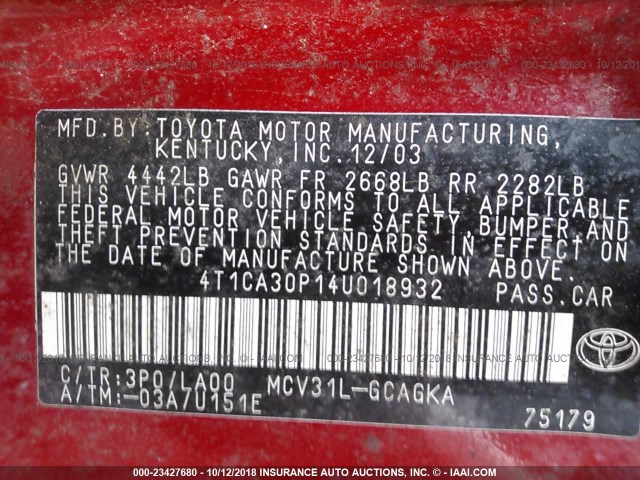 MFD. BY: TOYOTA MOTOR MANUFACTURING,
KENTUCKY, INC. 12/03
GVWR 4442LB GAWR FR 2668LB RR 2282LB
THIS VEHICLE CONFORMS TO ALL APPLICABLE
FEDERAL MOTOR VEHICLE SAFETY, BUMPER, AND
THEFT PREVENTION STANDARDS IN EFFECT ON
THE DATE OF MANUFACTURE SHOWN ABOVE.
4T1CA30P14U018932 PASS. CAR
C/TR: 3P0/LA00 MCV31L-GCAGKA
A/TM: -03A/U151E
75179
000-23427680 - 10/12/2018 INSURANCE AUTO AUCTIONS, INC. - © IAAI.COM